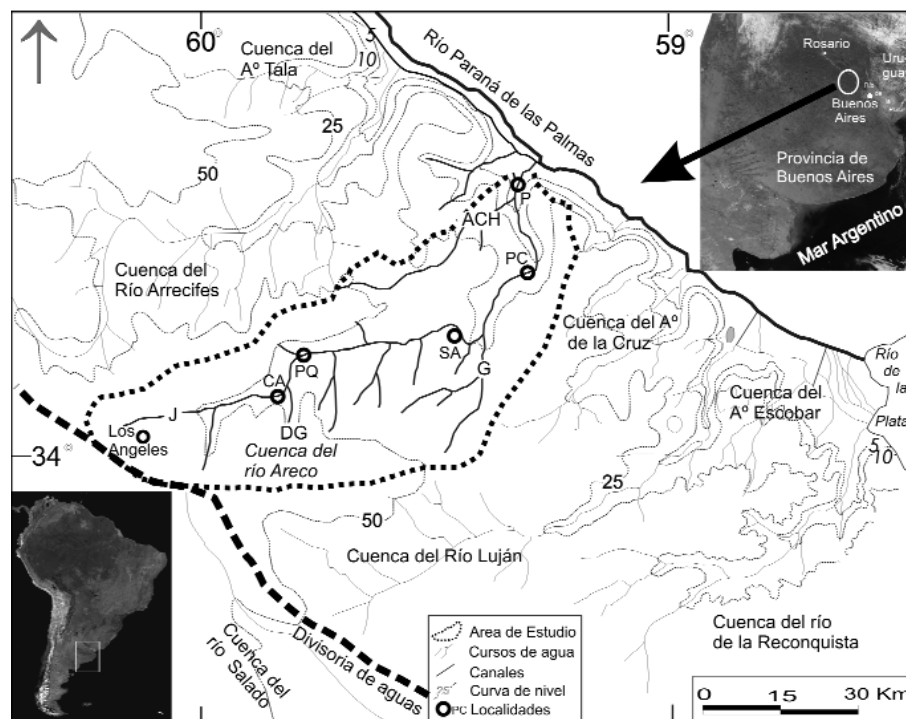 60
59
Cuenca del
Aº Tala
5
10
25
50
Río Paraná de las Palmas
Rosario
Uru-
guay
Buenos
Aires
Provincia de
Buenos Aires
Mar Argentino
P
ACH
PC
Cuenca del
Río Arrecifes
Cuenca del Aº
de la Cruz
SA
PQ
G
CA
J
Los
Angeles
DG
Cuenca del
río Areco
34
Río
de
la
Plata
Cuenca del
Aº Escobar
5
10
25
50
Cuenca del Río Luján
Cuenca del río
de la Reconquista
Divisoria de aguas
Cuenca del
río Salado
Area de Estudio
Cursos de agua
Canales
Curva de nivel
PC Localidades
0 15 30 Km